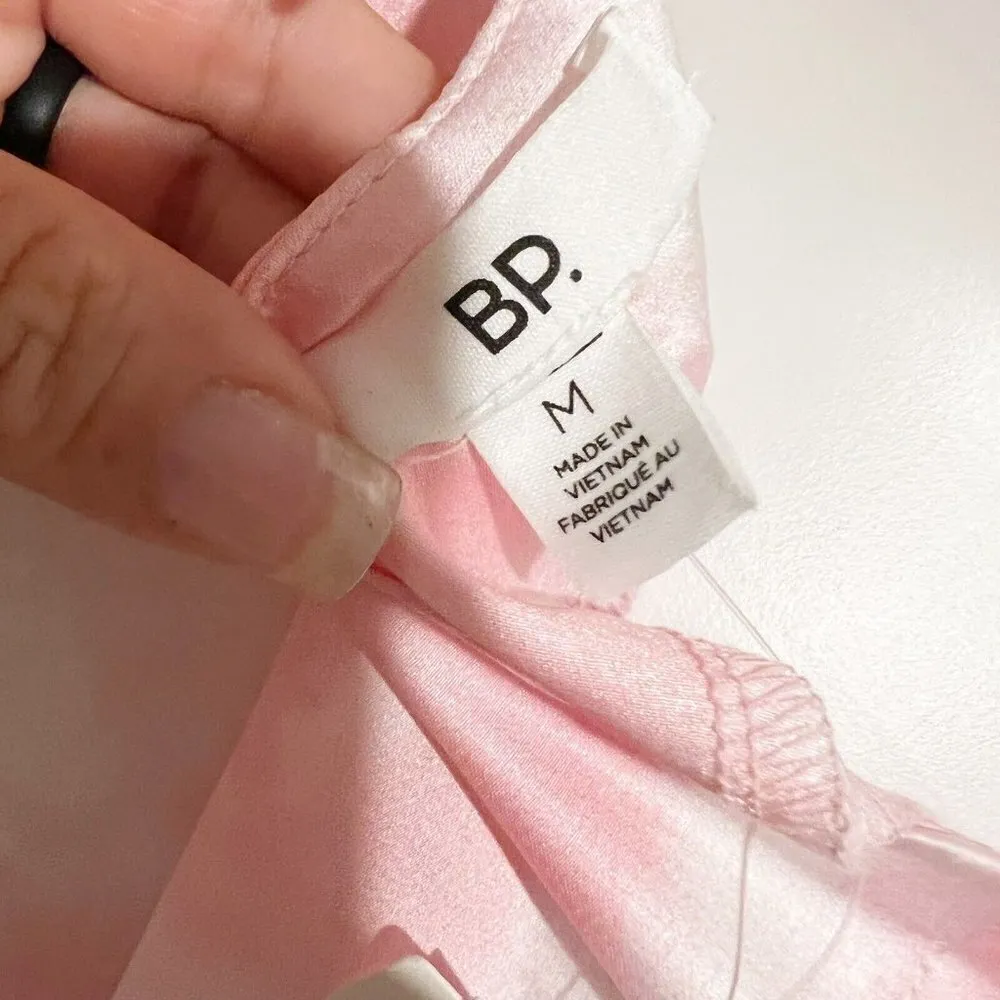 BP.
M
MADE IN
VIETNAM
FABRIQUÉ AU
VIETNAM